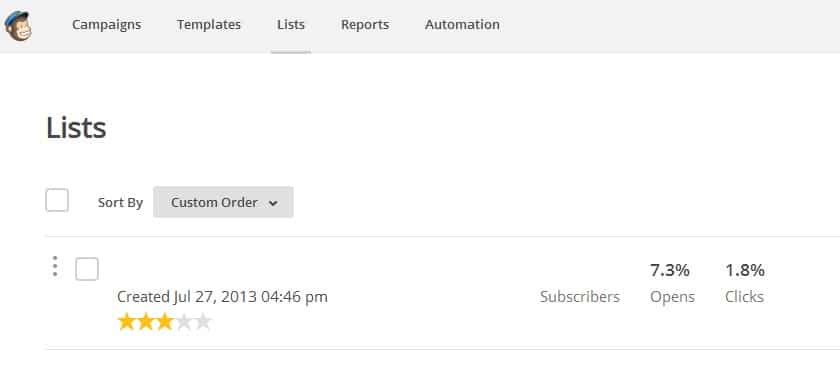 Campaigns Templates Lists Reports Automation
Lists
Sort By Custom Order
7.3% 1.8%
Created Jul 27, 2013 04:46 pm Subscribers Opens Clicks